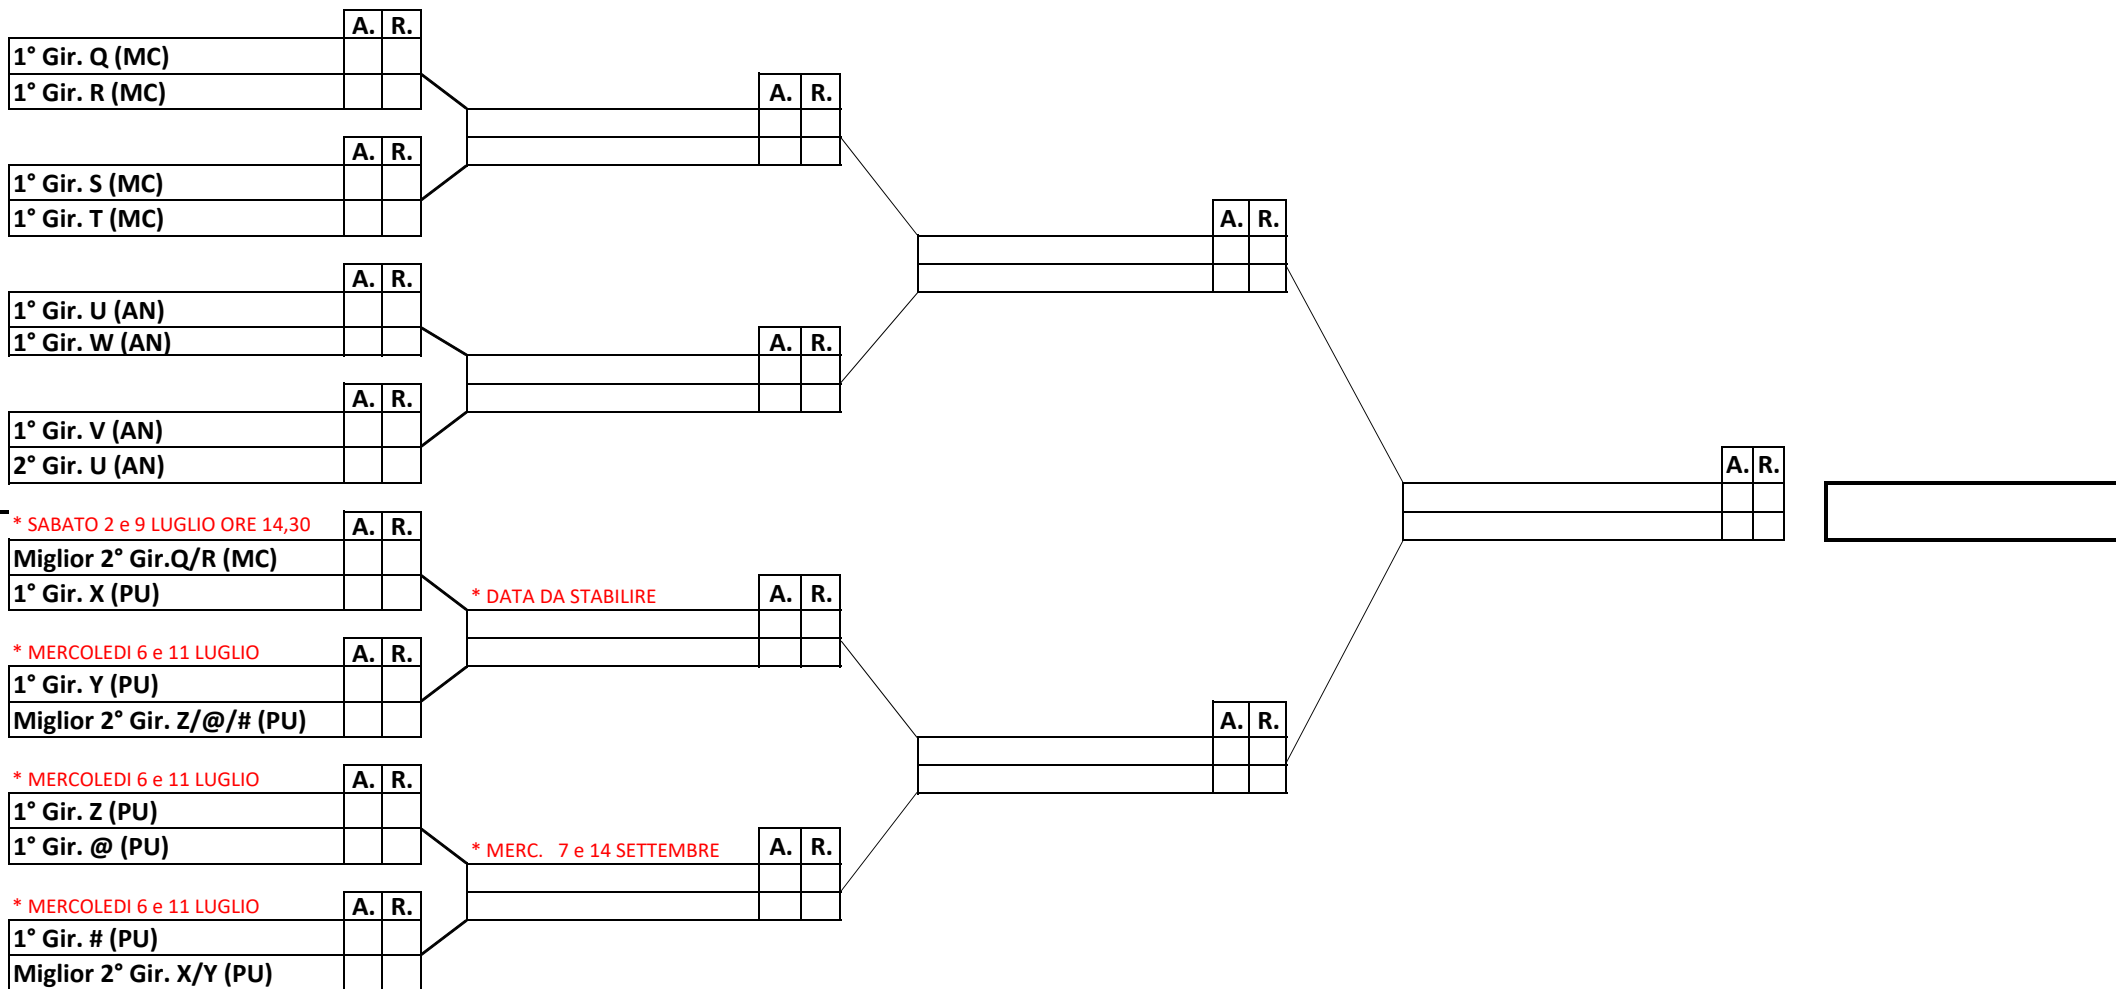 A. R.
1° Gir. Q (MC)
1° Gir. R (MC)
A. R.
A. R.
1° Gir. S (MC)
1° Gir. T (MC)
A. R.
A. R.
1° Gir. U (AN)
1° Gir. W (AN)
A. R.
A. R.
1° Gir. V (AN)
2° Gir. U (AN)
A. R.
* SABATO 2 e 9 LUGLIO ORE 14,30 A. R.
Miglior 2° Gir.Q/R (MC)
1° Gir. X (PU)
* DATA DA STABILIRE A. R.
* MERCOLEDI 6 e 11 LUGLIO A. R.
1° Gir. Y (PU)
Miglior 2° Gir. Z/@/# (PU)
A. R.
* MERCOLEDI 6 e 11 LUGLIO A. R.
1° Gir. Z (PU)
1° Gir. @ (PU)
* MERC. 7 e 14 SETTEMBRE A. R.
* MERCOLEDI 6 e 11 LUGLIO A. R.
1° Gir. # (PU)
Miglior 2° Gir. X/Y (PU)